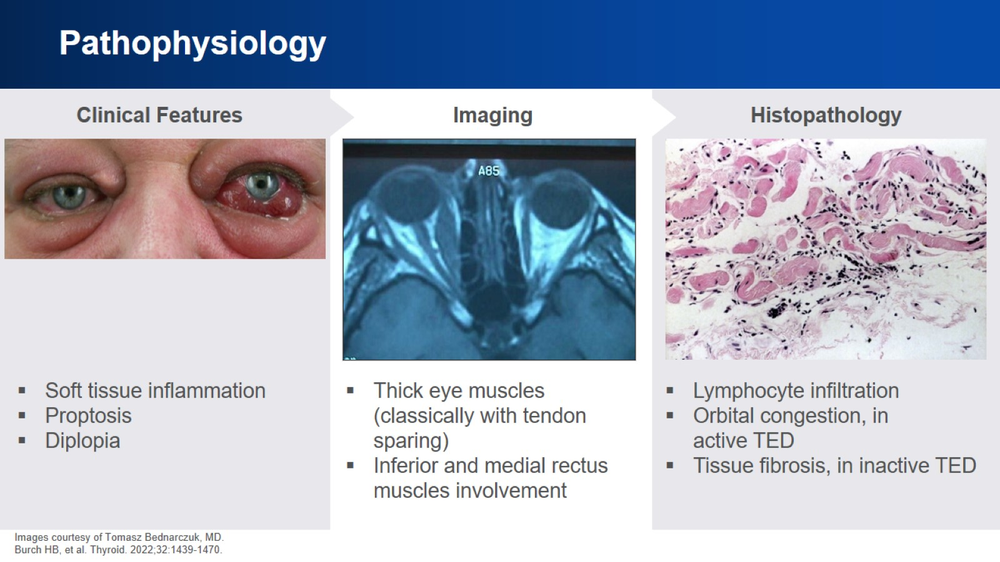 Pathophysiology
Clinical Features
Imaging
Histopathology
A85
▪ Soft tissue inflammation
▪ Proptosis
▪ Diplopia
▪ Thick eye muscles
(classically with tendon
sparing)
▪ Inferior and medial rectus
muscles involvement
▪ Lymphocyte infiltration
▪ Orbital congestion, in
active TED
▪ Tissue fibrosis, in inactive TED
Images courtesy of Tomasz Bednarczuk, MD.
Burch HB, et al. Thyroid. 2022;32:1439-1470.